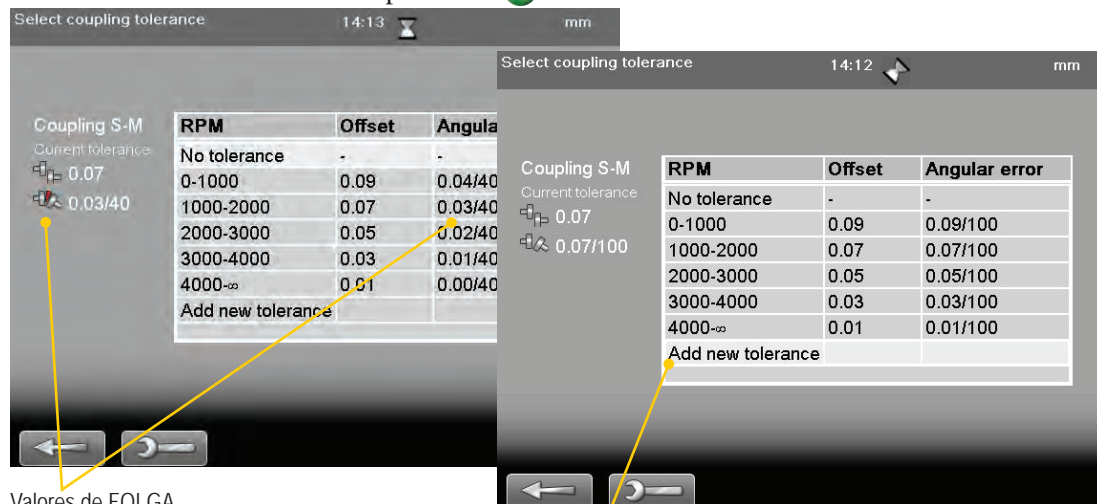 Select coupling tolerance 14:13 mm
Coupling S-M
Current tolerance
0.07
0.03/40
RPM Offset Angula
No tolerance - -
0-1000 0.09 0.04/40
1000-2000 0.07 0.03/40
2000-3000 0.05 0.02/40
3000-4000 0.03 0.01/40
4000-∞ 0.01 0.00/40
Add new tolerance
Valores de FOLGA
Select coupling tolerance 14:12 mm
Coupling S-M
Current tolerance
0.07
0.07/100
RPM Offset Angular error
No tolerance - -
0-1000 0.09 0.09/100
1000-2000 0.07 0.07/100
2000-3000 0.05 0.05/100
3000-4000 0.03 0.03/100
4000-∞ 0.01 0.01/100
Add new tolerance